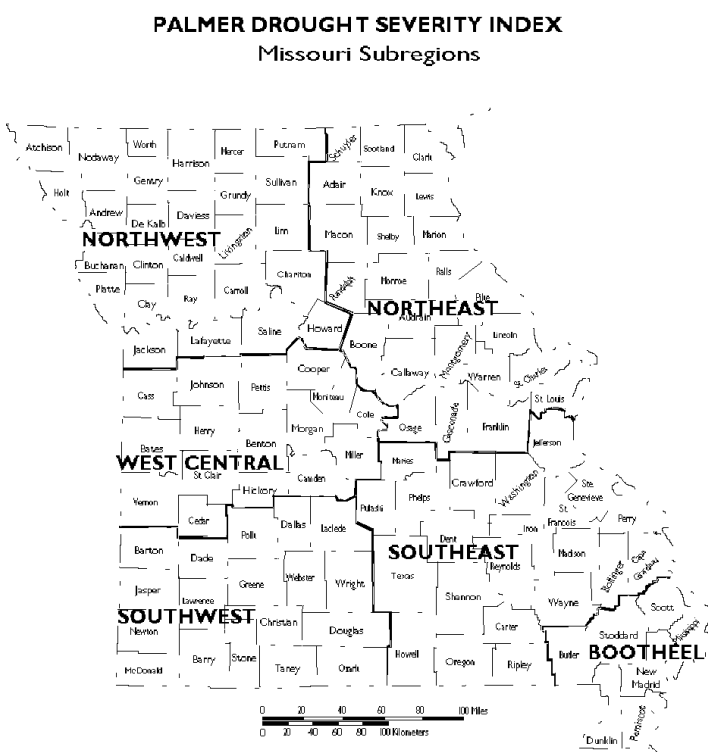 PALMER DROUGHT SEVERITY INDEX
Missouri Subregions
Atchison
Nodaway
Worth
Harrison
Mercer
Putnam
Schuyler
Scotland
Clark
Holt
Gentry
Grundy
Sullivan
Adair
Knox
Lewis
Andrew
De Kalb
Daviess
Livingston
Linn
Macon
Shelby
Marion
NORTHWEST
Buchanan
Clinton
Caldwell
Chariton
Randolph
Monroe
Ralls
Platte
Clay
Ray
Carroll
Pike
NORTHEAST
Audrain
Saline
Howard
Boone
Lincoln
Jackson
Lafayette
Cooper
Callaway
Montgomery
Warren
St. Charles
Cass
Johnson
Pettis
Moniteau
Cole
Osage
Gasconade
Franklin
St. Louis
Henry
Benton
Morgan
Jefferson
Bates
Miller
Maries
WEST CENTRAL
St Clair
Hickory
Camden
Crawford
Washington
Ste.
Genevieve
Vernon
Cedar
Polk
Dallas
Laclede
Pulaski
Phelps
Iron
St.
Francois
Perry
Barton
Dade
Dent
SOUTHEAST
Reynolds
Madison
Bollinger
Cape
Girardeau
Jasper
Lawrence
Greene
Webster
Wright
Texas
Shannon
Wayne
Scott
SOUTHWEST
Newton
Christian
Douglas
Carter
Stoddard
Mississippi
McDonald
Barry
Stone
Taney
Ozark
Howell
Oregon
Ripley
Butler
BOOTHEEL
New
Madrid
Dunklin
Pemiscot
0 20 40 60 80 100 Miles
0 20 40 60 80 100 Kilometers